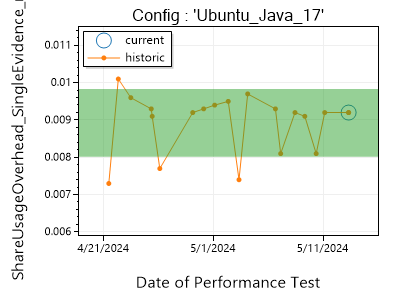 Config : 'Ubuntu_Java_17'
ShareUsageOverhead_SingleEvidence_
current
historic
0.011
0.01
0.009
0.008
0.007
0.006
4/21/2024
5/1/2024
5/11/2024
Date of Performance Test